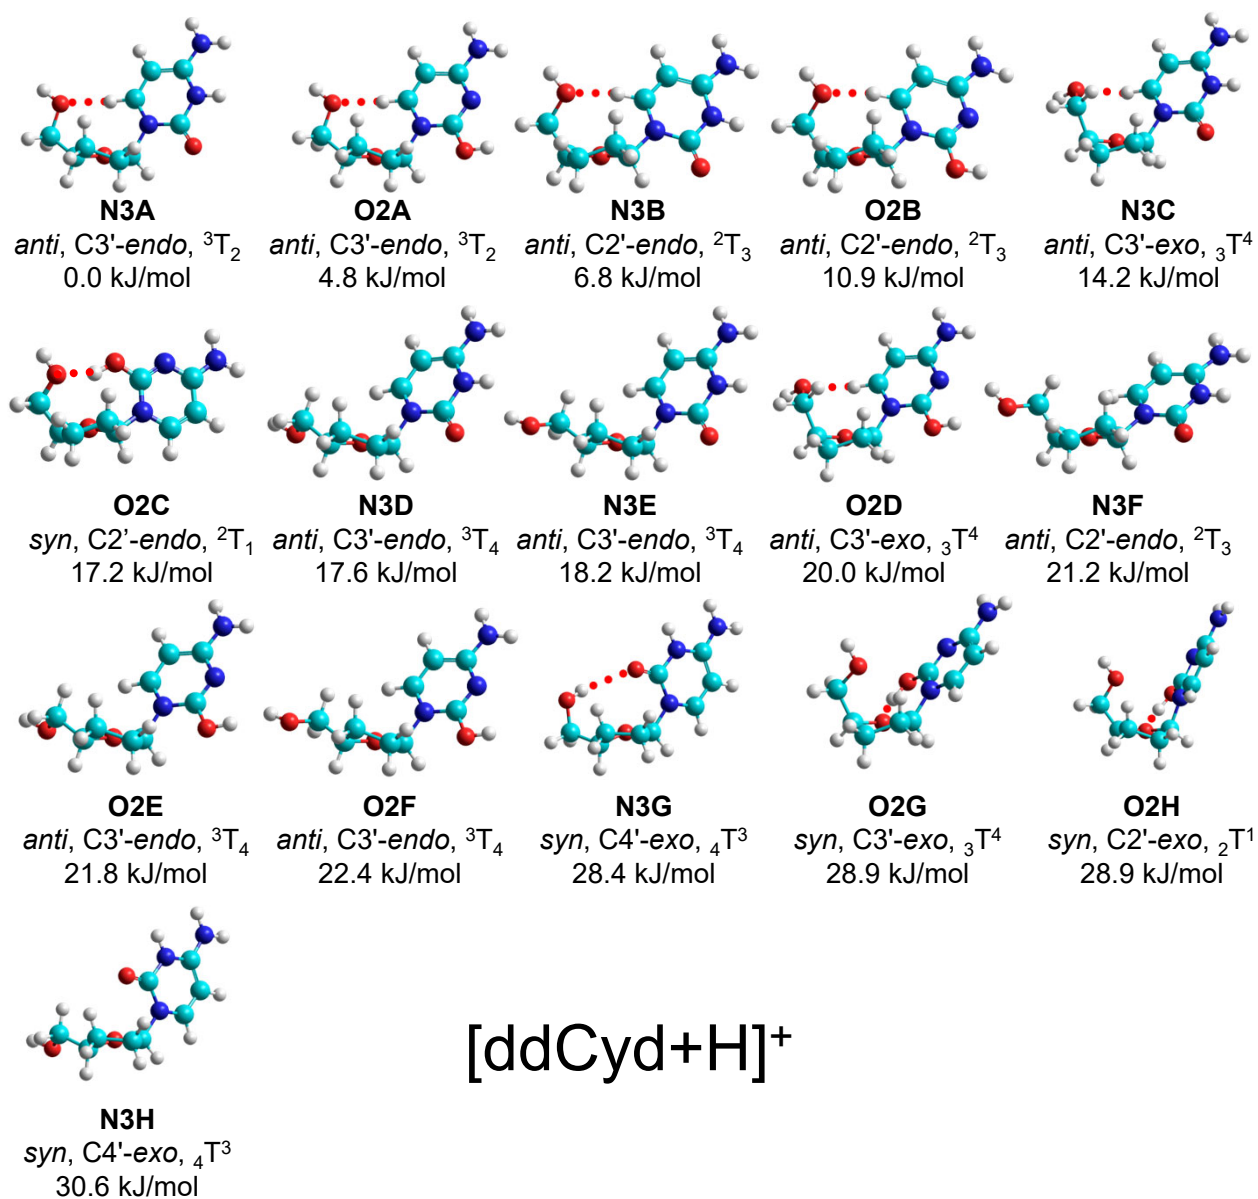 N3A
anti, C3'-endo, ³T₂
0.0 kJ/mol
O2A
anti, C3'-endo, ³T₂
4.8 kJ/mol
N3B
anti, C2'-endo, ²T₃
6.8 kJ/mol
O2B
anti, C2'-endo, ²T₃
10.9 kJ/mol
N3C
anti, C3'-exo, ₃T⁴
14.2 kJ/mol
O2C
syn, C2’-endo, ²T₁
17.2 kJ/mol
N3D
anti, C3'-endo, ³T₄
17.6 kJ/mol
N3E
anti, C3'-endo, ³T₄
18.2 kJ/mol
O2D
anti, C3'-exo, ₃T⁴
20.0 kJ/mol
N3F
anti, C2'-endo, ²T₃
21.2 kJ/mol
O2E
anti, C3'-endo, ³T₄
21.8 kJ/mol
O2F
anti, C3'-endo, ³T₄
22.4 kJ/mol
N3G
syn, C4'-exo, ₄T³
28.4 kJ/mol
O2G
syn, C3'-exo, ₃T⁴
28.9 kJ/mol
O2H
syn, C2'-exo, ₂T¹
28.9 kJ/mol
N3H
syn, C4'-exo, ₄T³
30.6 kJ/mol
[ddCyd+H]⁺